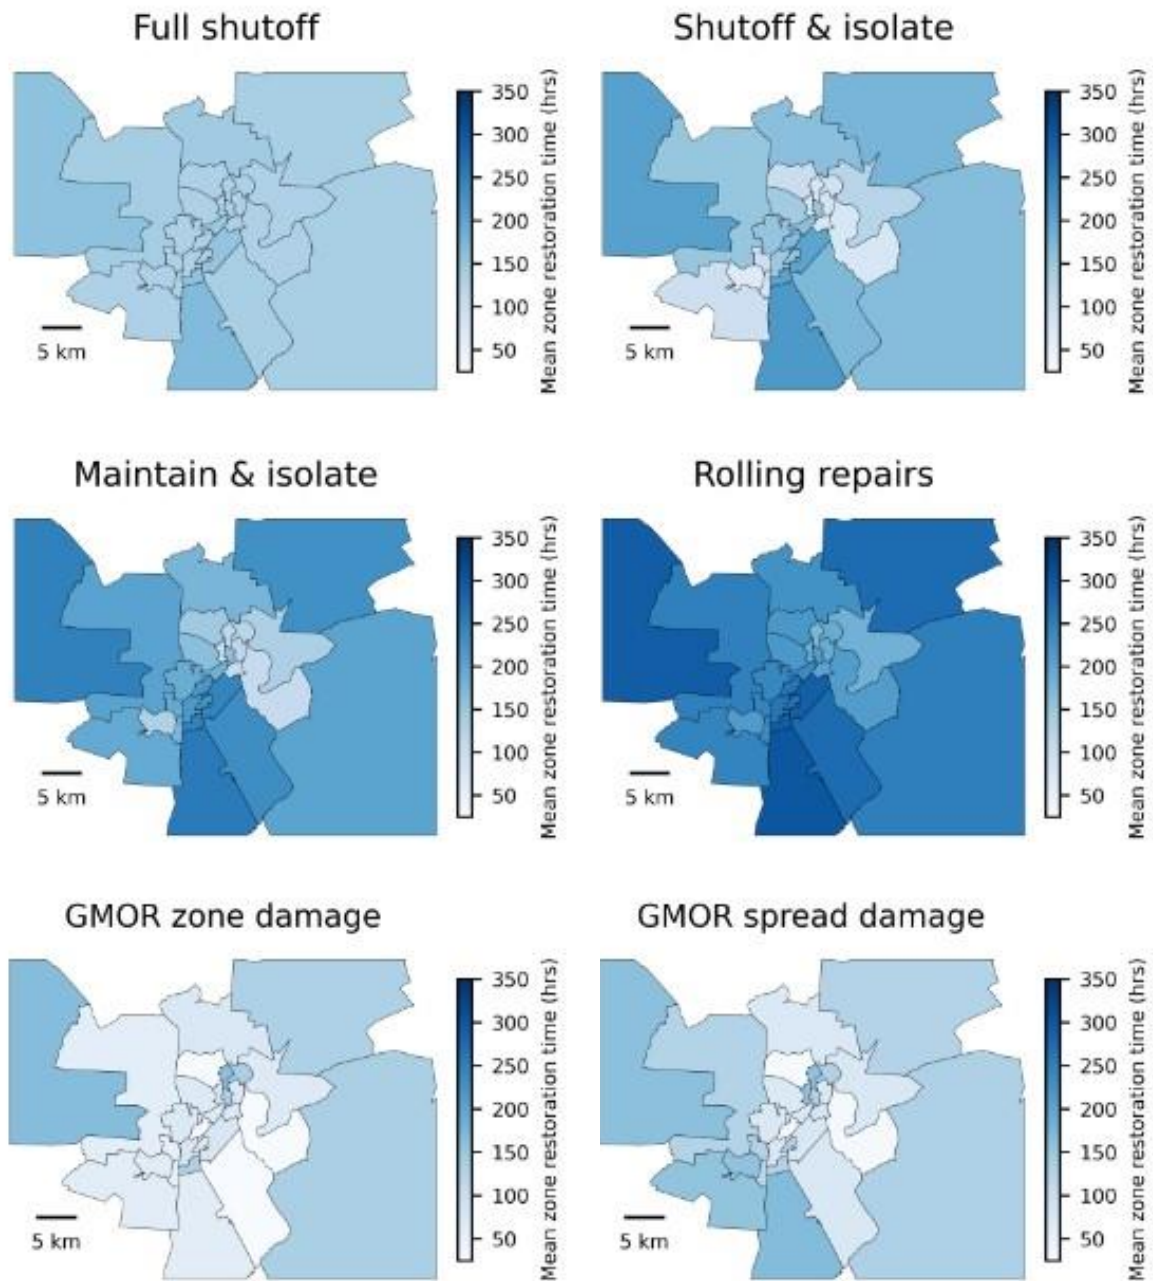 Full shutoff
350
300
250
200
150
100
50
Mean zone restoration time (hrs)
5 km
Shutoff & isolate
350
300
250
200
150
100
50
Mean zone restoration time (hrs)
5 km
Maintain & isolate
350
300
250
200
150
100
50
Mean zone restoration time (hrs)
5 km
Rolling repairs
350
300
250
200
150
100
50
Mean zone restoration time (hrs)
5 km
GMOR zone damage
350
300
250
200
150
100
50
Mean zone restoration time (hrs)
5 km
GMOR spread damage
350
300
250
200
150
100
50
Mean zone restoration time (hrs)
5 km